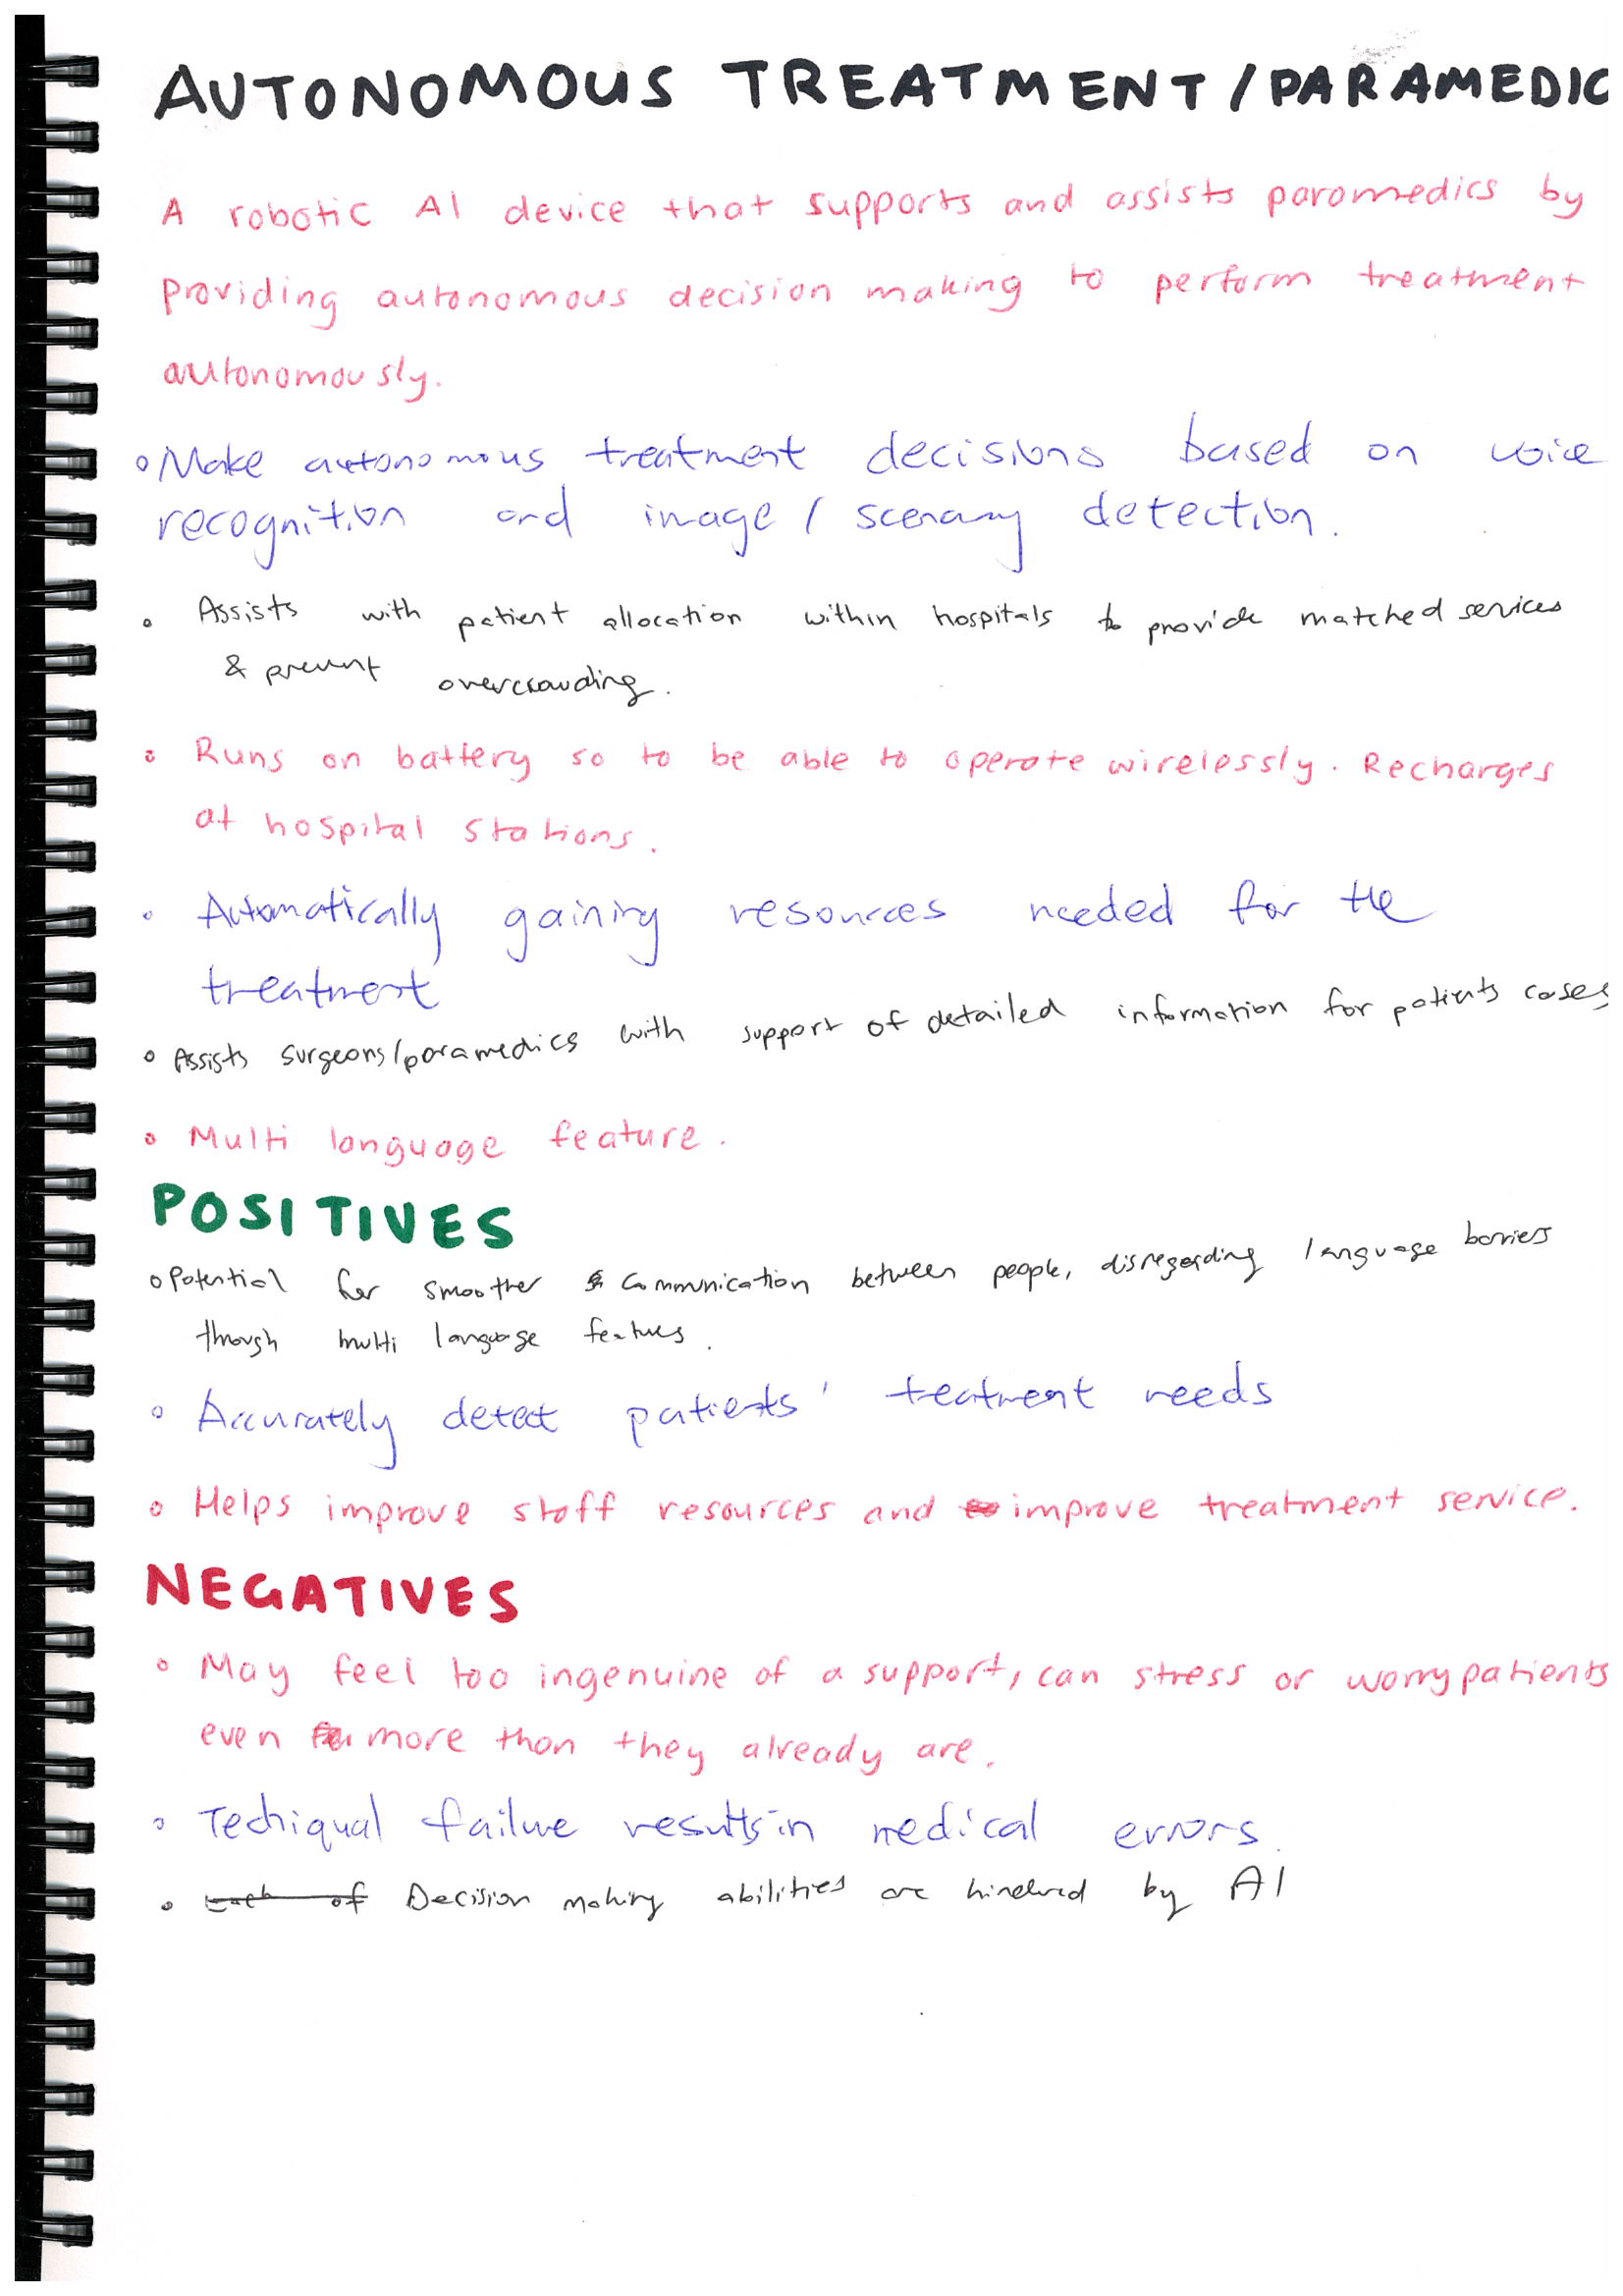 AUTONOMOUS TREATMENT / PARAMEDIC
A robotic AI device that supports and assists paramedics by
providing autonomous decision making to perform treatment
autonomously.
Make autonomous treatment decisions based on voice
recognition and image / scenary detection.
Assists with patient allocation within hospitals to provide matched services
& prevent overcrowding.
Runs on battery so to be able to operate wirelessly. Recharges
at hospital stations.
Automatically gaining resources needed for the
treatment
Assists surgeons/paramedics with support of detailed information for patients cases
Multi language feature.
POSITIVES
Potential for smoother communication between people, disregarding language barriers
through multi language features.
Accurately detect patients' treatment needs
Helps improve staff resources and improve treatment service.
NEGATIVES
May feel too ingenuine of a support, can stress or worry patients
even more than they already are.
Techiqual failure results in medical errors.
Decision making abilities are hindered by AI